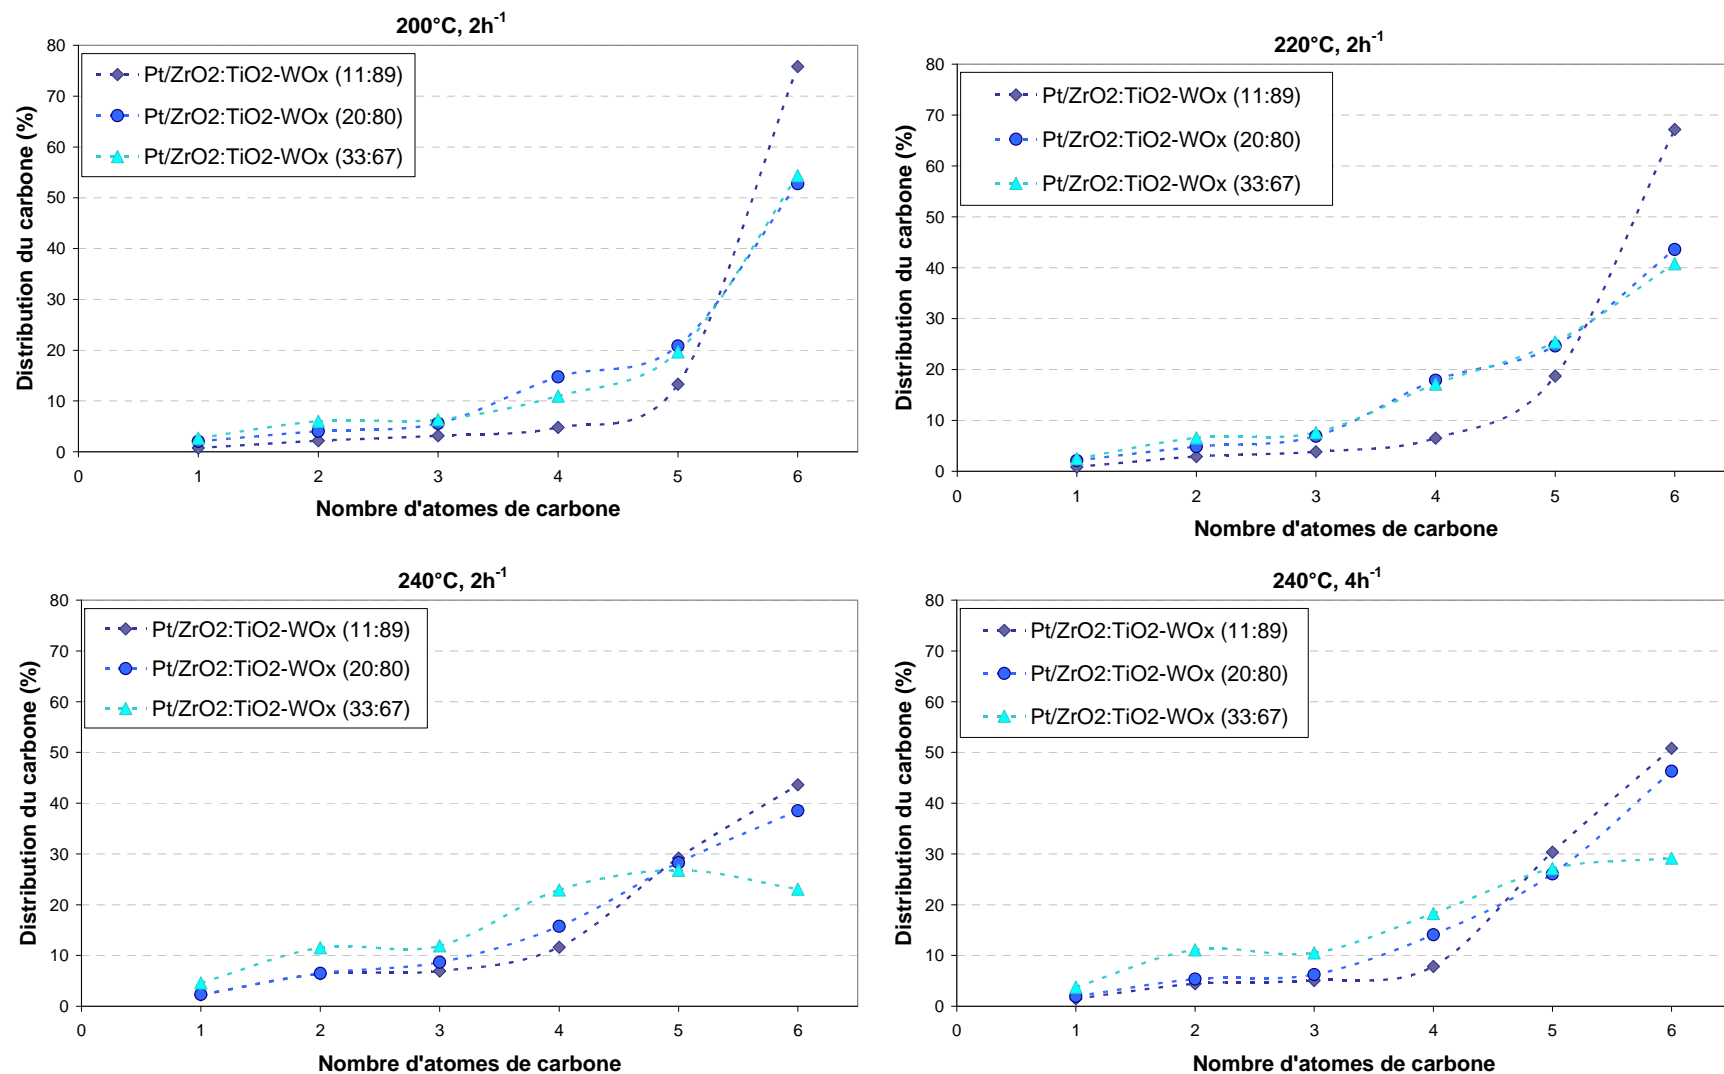 200°C, 2h-1
Distribution du carbone (%)
80
70
60
50
40
30
20
10
0
Pt/ZrO2:TiO2-WOx (11:89)
Pt/ZrO2:TiO2-WOx (20:80)
Pt/ZrO2:TiO2-WOx (33:67)
0 1 2 3 4 5 6
Nombre d'atomes de carbone
220°C, 2h-1
Distribution du carbone (%)
80
70
60
50
40
30
20
10
0
Pt/ZrO2:TiO2-WOx (11:89)
Pt/ZrO2:TiO2-WOx (20:80)
Pt/ZrO2:TiO2-WOx (33:67)
0 1 2 3 4 5 6
Nombre d'atomes de carbone
240°C, 2h-1
Distribution du carbone (%)
80
70
60
50
40
30
20
10
0
Pt/ZrO2:TiO2-WOx (11:89)
Pt/ZrO2:TiO2-WOx (20:80)
Pt/ZrO2:TiO2-WOx (33:67)
0 1 2 3 4 5 6
Nombre d'atomes de carbone
240°C, 4h-1
Distribution du carbone (%)
80
70
60
50
40
30
20
10
0
Pt/ZrO2:TiO2-WOx (11:89)
Pt/ZrO2:TiO2-WOx (20:80)
Pt/ZrO2:TiO2-WOx (33:67)
0 1 2 3 4 5 6
Nombre d'atomes de carbone